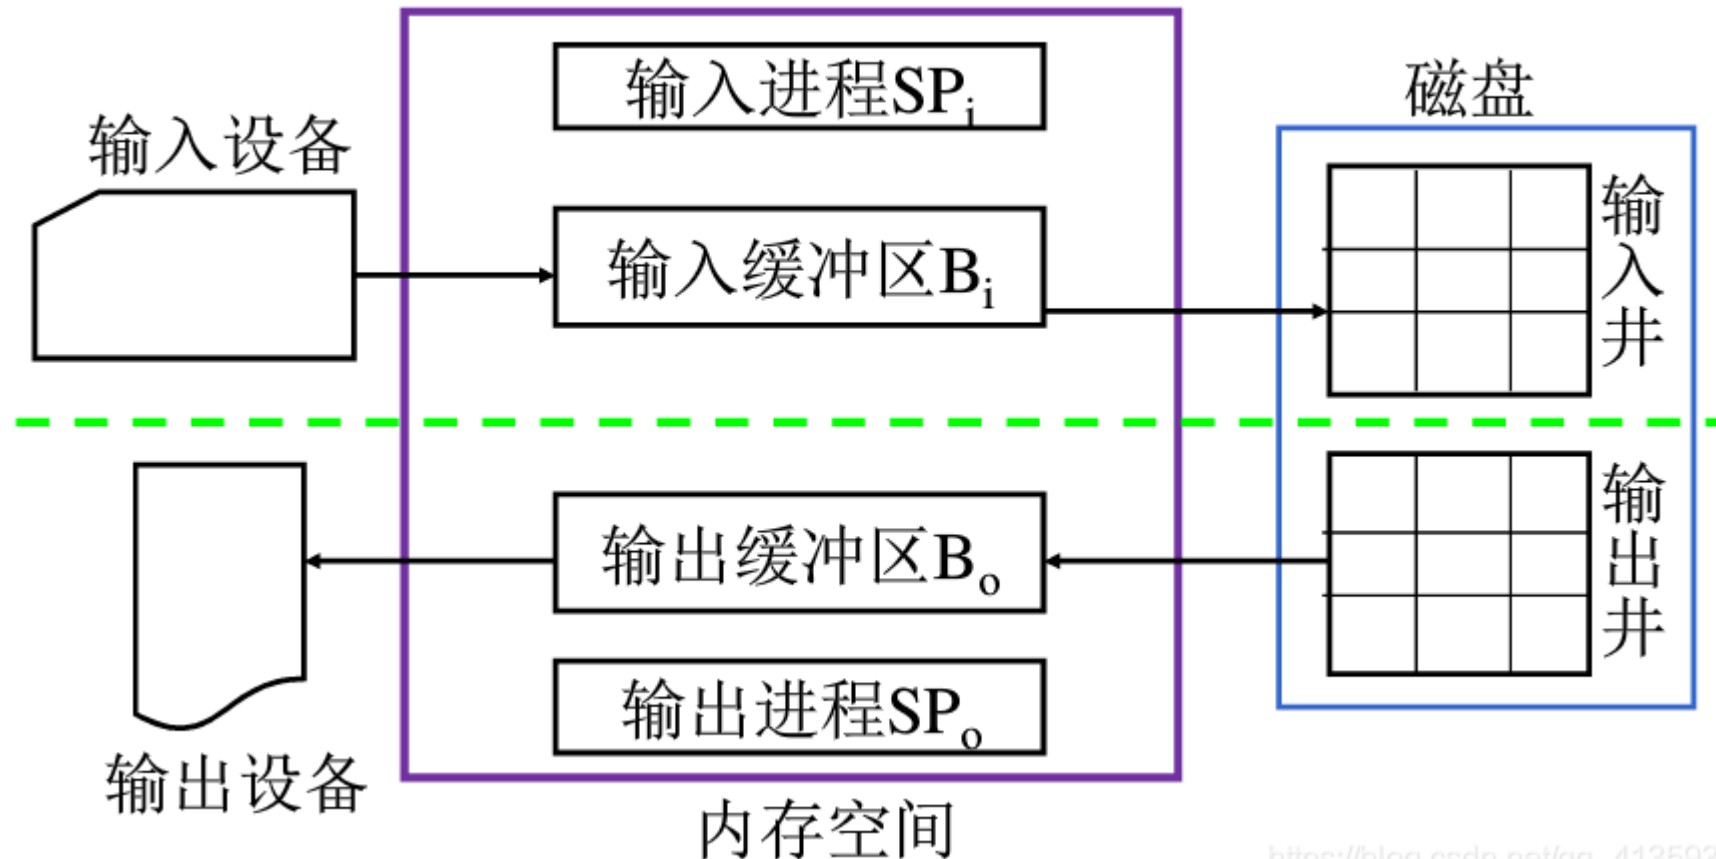 输入进程SPi
磁盘
输入设备
输入缓冲区Bi
输入井
输出缓冲区Bo
输出井
输出进程SPo
输出设备
内存空间